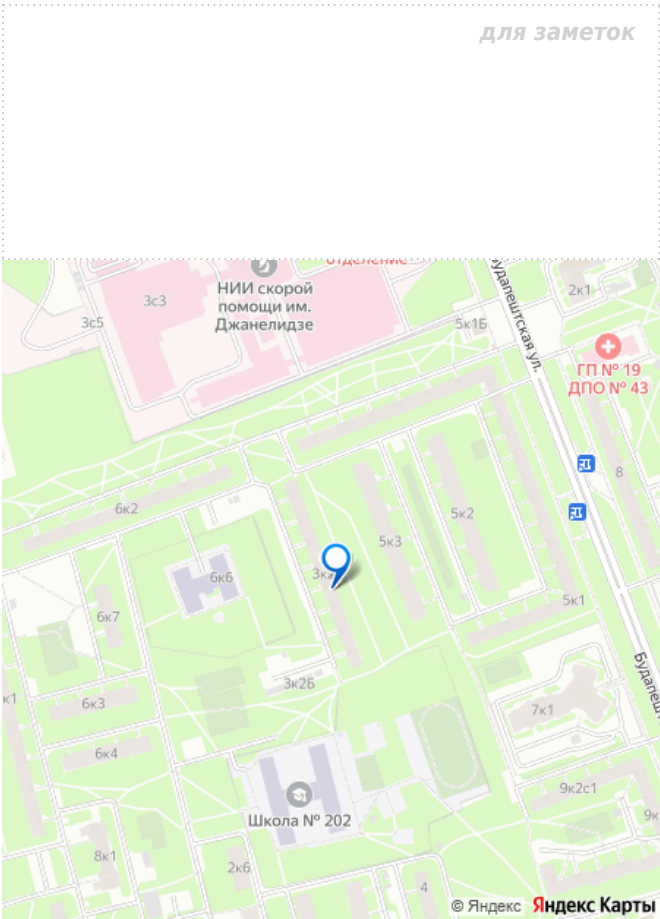 для заметок
отделение
НИИ скорой
помощи им.
Джанелидзе
3с3
3с5
2к1
5к1Б
Будапештская ул.
ГП № 19
ДПО № 43
8
6к2
5к2
5к3
6к6
5к1
6к7
3к2Б
6к3
7к1
6к4
9к2с1
Школа № 202
8к1
2к6
4
© Яндекс Яндекс Карты